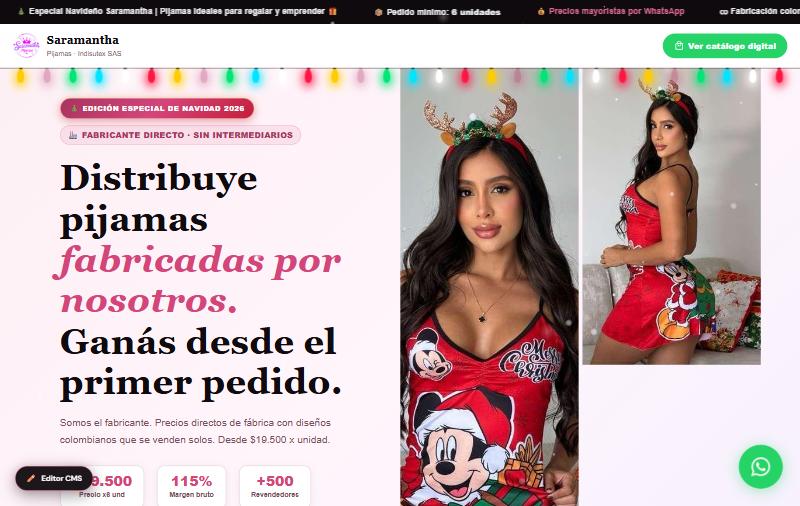 Especial Navideño Saramantha | Pijamas ideales para regalar y emprender
Pedido mínimo: 6 unidades
Precios mayoristas por WhatsApp
Fabricación color
Saramantha
Pijamas · Indisutex SAS
Ver catálogo digital
EDICIÓN ESPECIAL DE NAVIDAD 2026
FABRICANTE DIRECTO · SIN INTERMEDIARIOS
Distribuye
pijamas
fabricadas por
nosotros.
Ganás desde el
primer pedido.
Somos el fabricante. Precios directos de fábrica con diseños
colombianos que se venden solos. Desde $19.500 x unidad.
Editor CMS
9.500
Precio x6 und
115%
Margen bruto
+500
Revendedores